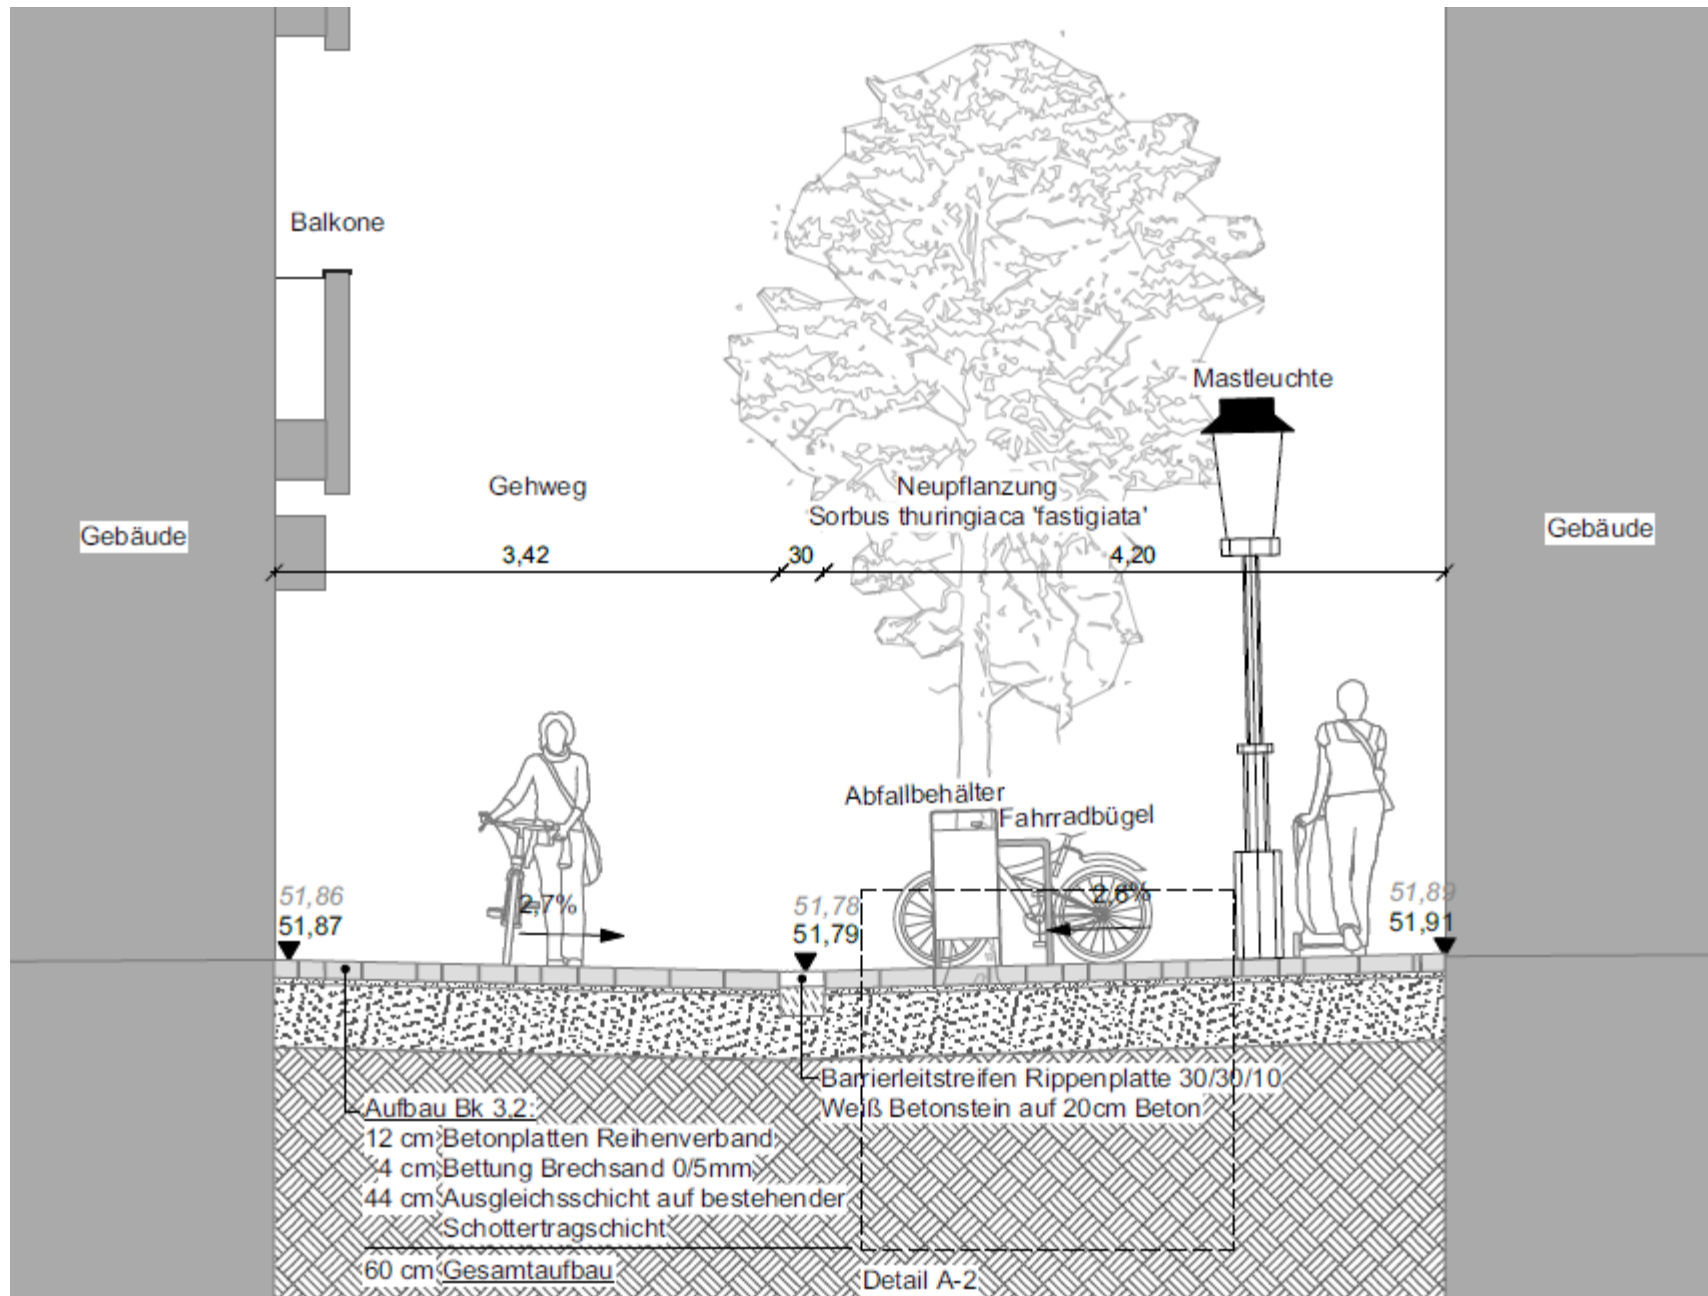 Balkone
Mastleuchte
Gehweg
Neupflanzung
Sorbus thuringiaca 'fastigiata'
Gebäude
Gebäude
3,42
30
4,20
Abfallbehälter
Fahrradbügel
51,86
51,87
2,7%
51,78
51,79
2,6%
51,89
51,91
Barrierleitstreifen Rippenplatte 30/30/10
Weiß Betonstein auf 20cm Beton
Aufbau Bk 3,2:
12 cm Betonplatten Reihenverband
4 cm Bettung Brechsand 0/5mm
44 cm Ausgleichsschicht auf bestehender
Schottertragschicht
60 cm Gesamtaufbau
Detail A-2